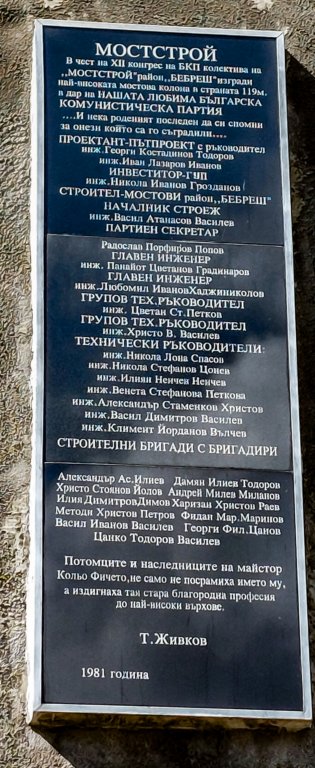 МОСТСТРОЙ
В чест на XII конгрес на БКП колектива на
„МОСТСТРОЙ"район„БЕБРЕШ"изгради
най-високата мостова колона в страната 119м.
в дар на НАШАТА ЛЮБИМА БЪЛГАРСКА
КОМУНИСТИЧЕСКА ПАРТИЯ
....И нека роденият последен да си спомни
за онези който са го съградили....
ПРОЕКТАНТ-ПЪТПРОЕКТ с ръководител
инж.Георги Костадинов Тодоров
инж.Иван Лазаров Иванов
ИНВЕСТИТОР-ГУП
инж.Никола Иванов Грозданов
СТРОИТЕЛ-МОСТОВИ район„БЕБРЕШ"
НАЧАЛНИК СТРОЕЖ
инж.Васил Атанасов Василев
ПАРТИЕН СЕКРЕТАР
Радослав Порфиров Попов
ГЛАВЕН ИНЖЕНЕР
инж. Панайот Цветанов Градинаров
ГЛАВЕН ИНЖЕНЕР
инж.Любомил ИвановХаджиниколов
ГРУПОВ ТЕХ.РЪКОВОДИТЕЛ
инж. Цветан Ст.Петков
ГРУПОВ ТЕХ.РЪКОВОДИТЕЛ
инж.Христо В. Василев
ТЕХНИЧЕСКИ РЪКОВОДИТЕЛИ:
инж.Никола Лона Спасов
инж.Никола Стефанов Цонев
инж.Илиян Ненчев Ненчев
инж.Венета Стефанова Петкова
инж.Александър Стаменков Христов
инж.Васил Димитров Василев
инж.Климент Йорданов Вълчев
СТРОИТЕЛНИ БРИГАДИ С БРИГАДИРИ
Александър Ас.Илиев Дамян Илиев Тодоров
Христо Стоянов Йолов Андрей Милев Миланов
Илия ДимитровДимов Харизан Христов Раев
Методи Христов Петров Фидан Мар.Маринов
Васил Иванов Василев Георги Фил.Цанов
Цанко Тодоров Василев
Потомците и наследниците на майстор
Кольо Фичето,не само не посрамиха името му,
а издигнаха тая стара благородна професия
до най-високи върхове.
Т.Живков
1981 година